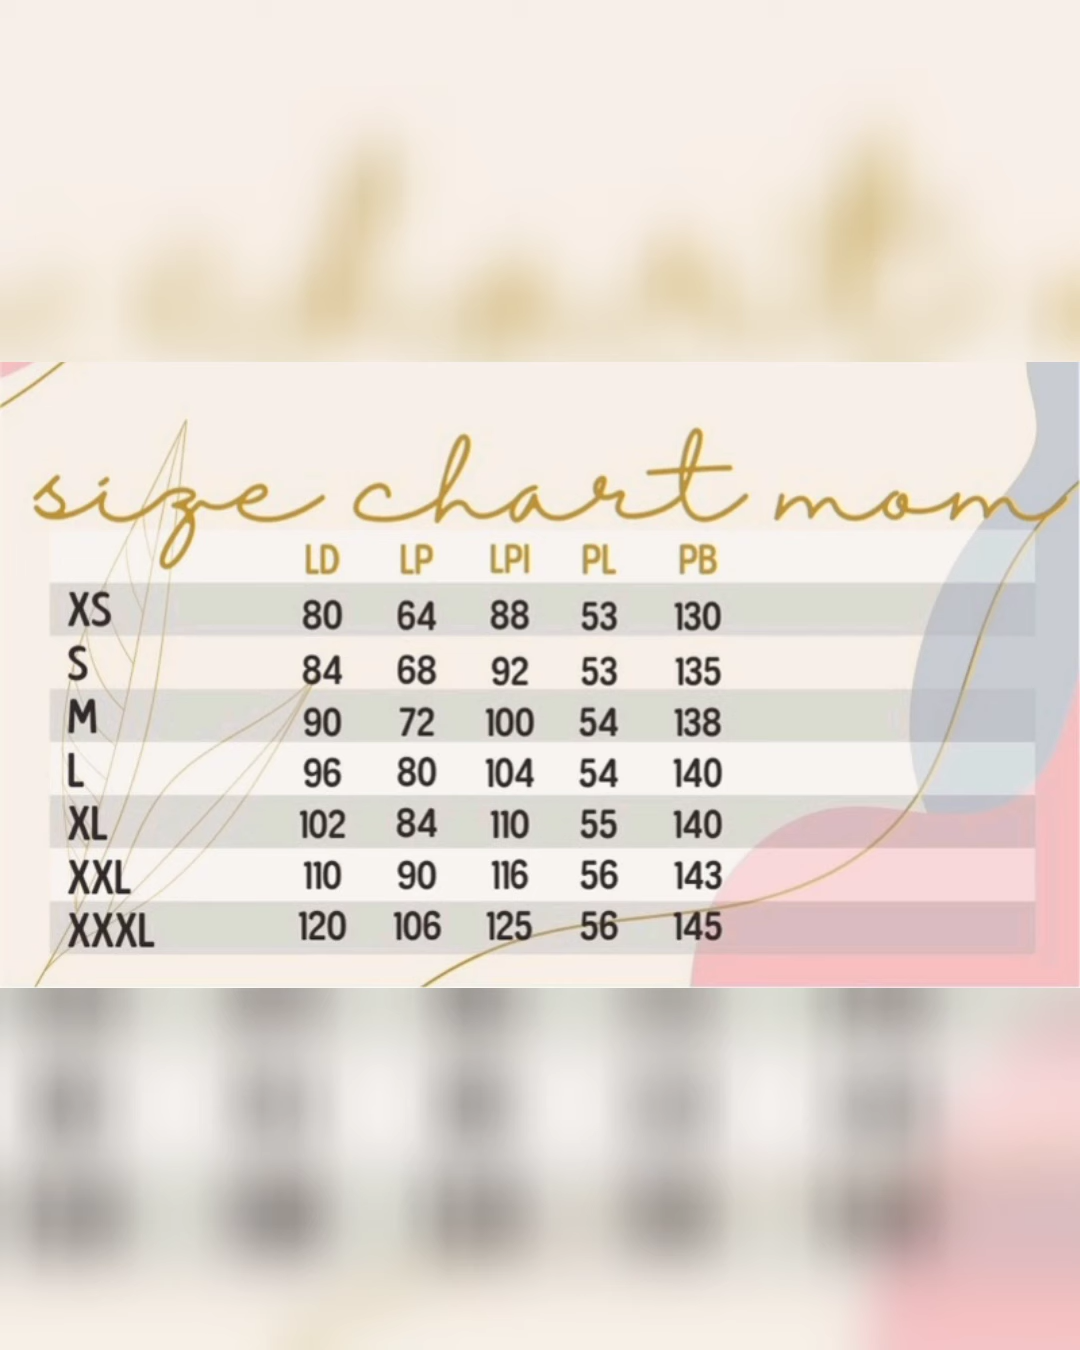 size chart mom
LD LP LPI PL PB
XS 80 64 88 53 130
S 84 68 92 53 135
M 90 72 100 54 138
L 96 80 104 54 140
XL 102 84 110 55 140
XXL 110 90 116 56 143
XXXL 120 106 125 56 145